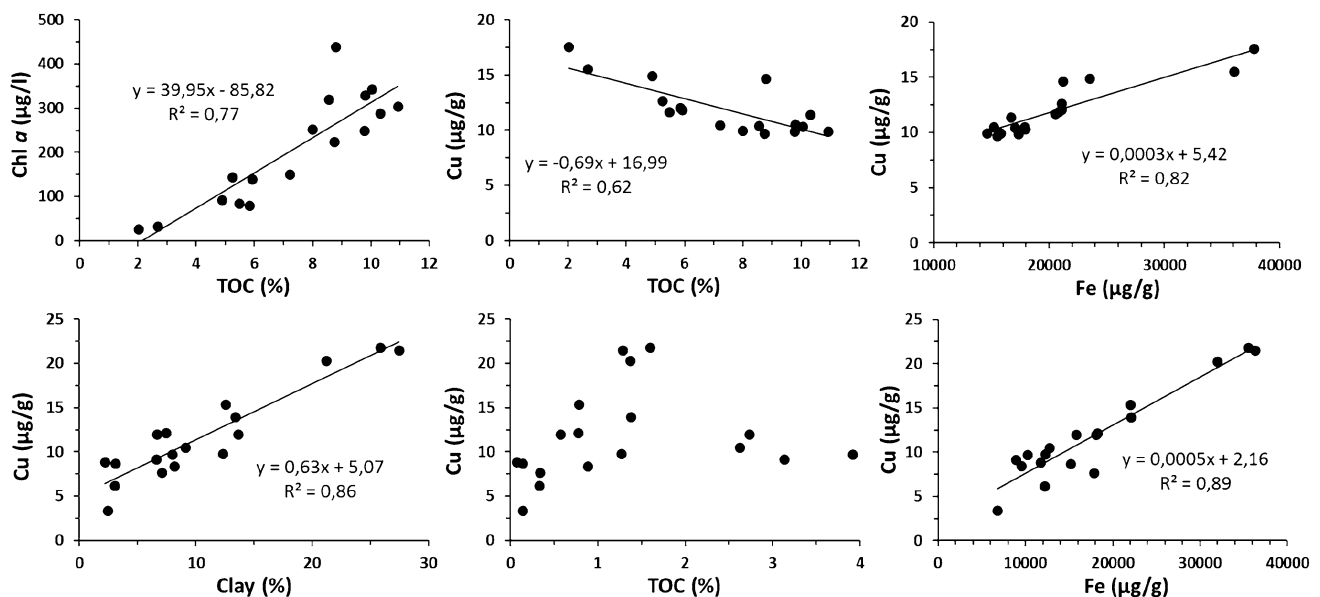 500
400
300
200
100
0
Chl a (µg/l)
y = 39,95x - 85,82
R² = 0,77
0 2 4 6 8 10 12
TOC (%)
20
15
10
5
0
Cu (µg/g)
y = -0,69x + 16,99
R² = 0,62
0 2 4 6 8 10 12
TOC (%)
20
15
10
5
0
Cu (µg/g)
y = 0,0003x + 5,42
R² = 0,82
10000 20000 30000 40000
Fe (µg/g)
25
20
15
10
5
0
Cu (µg/g)
y = 0,63x + 5,07
R² = 0,86
0 10 20 30
Clay (%)
25
20
15
10
5
0
Cu (µg/g)
0 1 2 3 4
TOC (%)
25
20
15
10
5
0
Cu (µg/g)
y = 0,0005x + 2,16
R² = 0,89
0 10000 20000 30000 40000
Fe (µg/g)